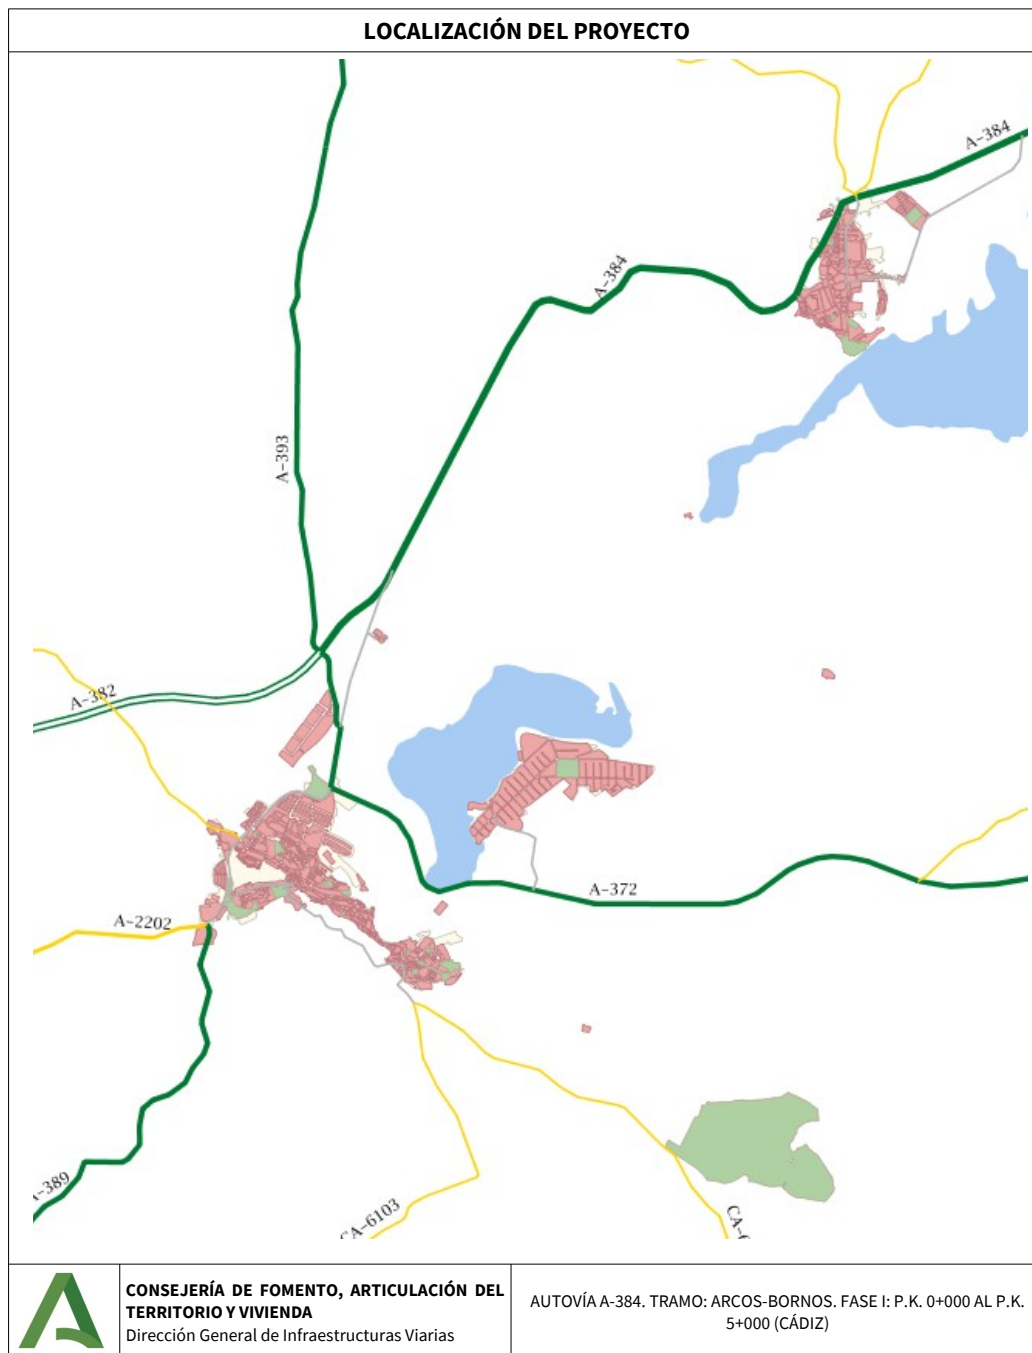 LOCALIZACIÓN DEL PROYECTO
A-384
A-384
A-393
A-382
A-372
A-2202
A-389
CA-6103
CONSEJERÍA DE FOMENTO, ARTICULACIÓN DEL
TERRITORIO Y VIVIENDA
Dirección General de Infraestructuras Viarias
AUTOVÍA A-384. TRAMO: ARCOS-BORNOS. FASE I: P.K. 0+000 AL P.K.
5+000 (CÁDIZ)